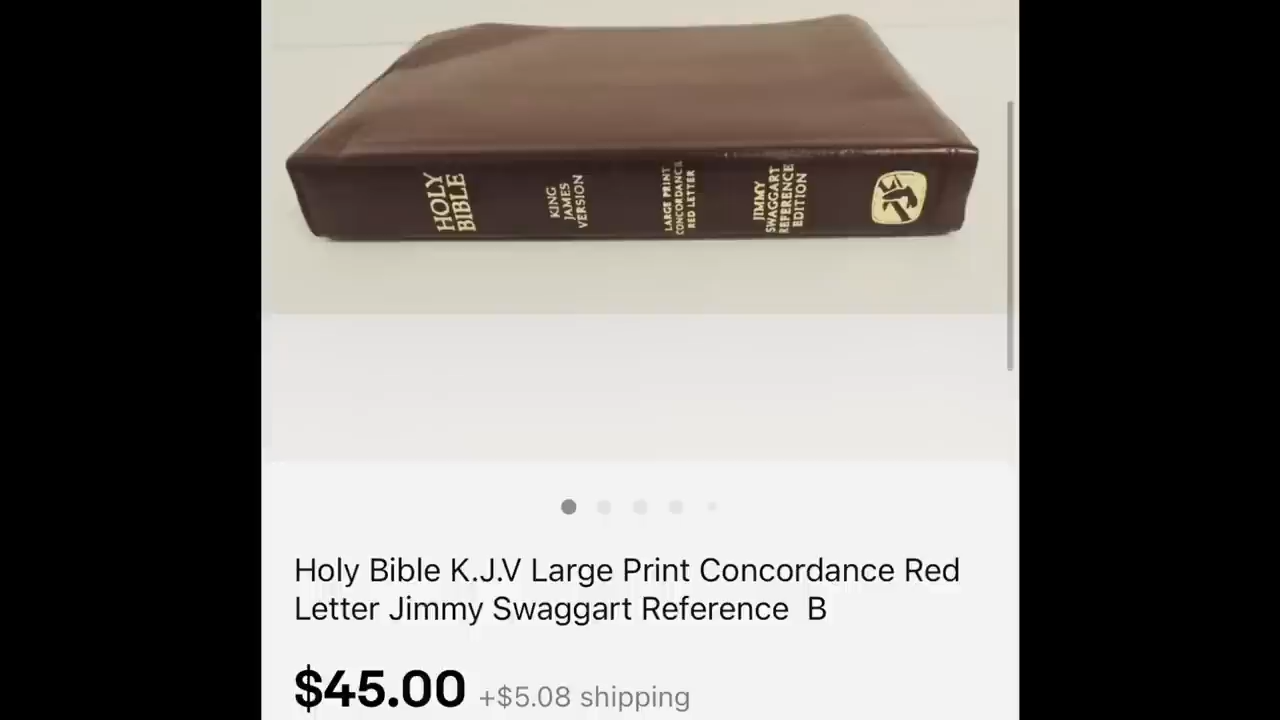 HOLY
BIBLE
KING
JAMES
VERSION
LARGE PRINT
CONCORDANCE
RED LETTER
JIMMY
SWAGGART
REFERENCE
EDITION
Holy Bible K.J.V Large Print Concordance Red
Letter Jimmy Swaggart Reference B
$45.00 +$5.08 shipping